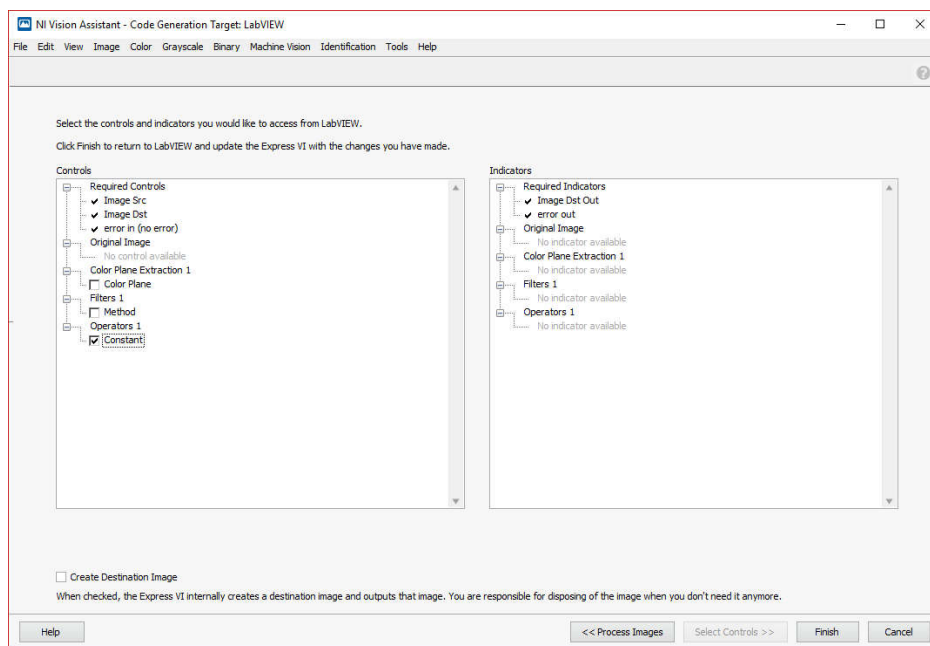 NI Vision Assistant - Code Generation Target: LabVIEW
File Edit View Image Color Grayscale Binary Machine Vision Identification Tools Help
Select the controls and indicators you would like to access from LabVIEW.
Click Finish to return to LabVIEW and update the Express VI with the changes you have made.
Controls
Required Controls
Image Src
Image Dst
error in (no error)
Original Image
No control available
Color Plane Extraction 1
Color Plane
Filters 1
Method
Operators 1
Constant
Indicators
Required Indicators
Image Dst Out
error out
Original Image
No indicator available
Color Plane Extraction 1
No indicator available
Filters 1
No indicator available
Operators 1
No indicator available
Create Destination Image
When checked, the Express VI internally creates a destination image and outputs that image. You are responsible for disposing of the image when you don't need it anymore.
Help << Process Images Select Controls >> Finish Cancel